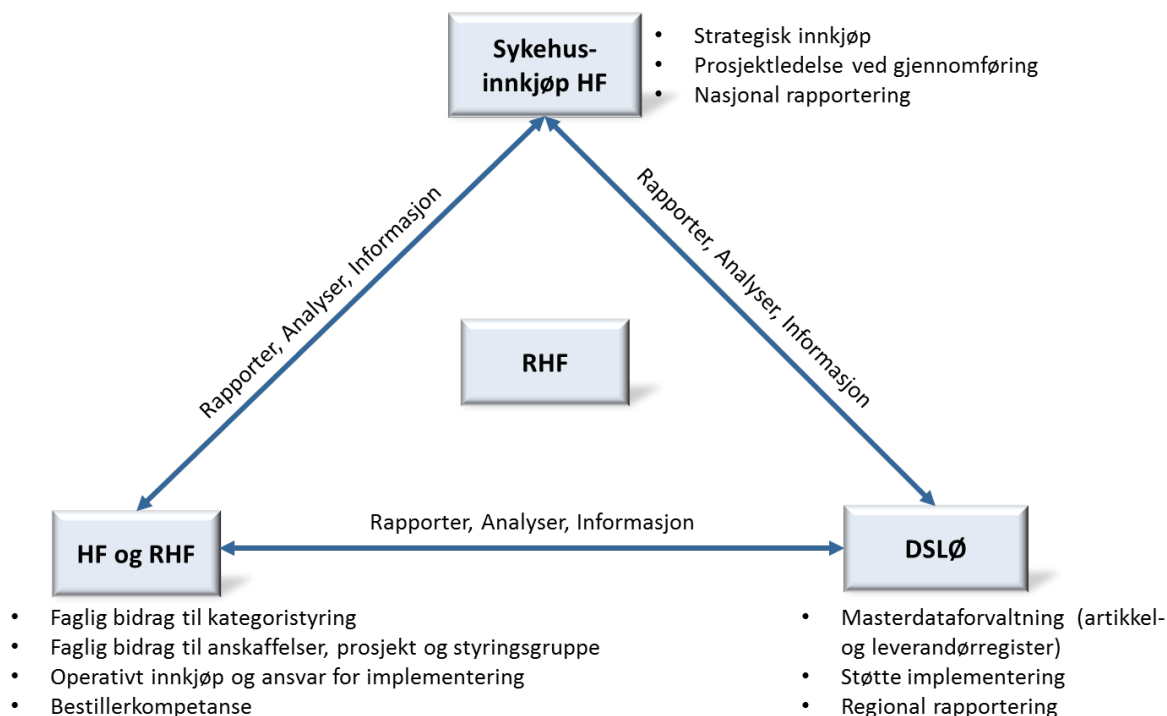 Sykehus-
innkjøp HF
• Strategisk innkjøp
• Prosjektledelse ved gjennomføring
• Nasjonal rapportering
Rapporter, Analyser, Informasjon
Rapporter, Analyser, Informasjon
RHF
Rapporter, Analyser, Informasjon
HF og RHF
• Faglig bidrag til kategoristyring
• Faglig bidrag til anskaffelser, prosjekt og styringsgruppe
• Operativt innkjøp og ansvar for implementering
• Bestillerkompetanse
DSLØ
• Masterdataforvaltning (artikkel-
og leverandørregister)
• Støtte implementering
• Regional rapportering